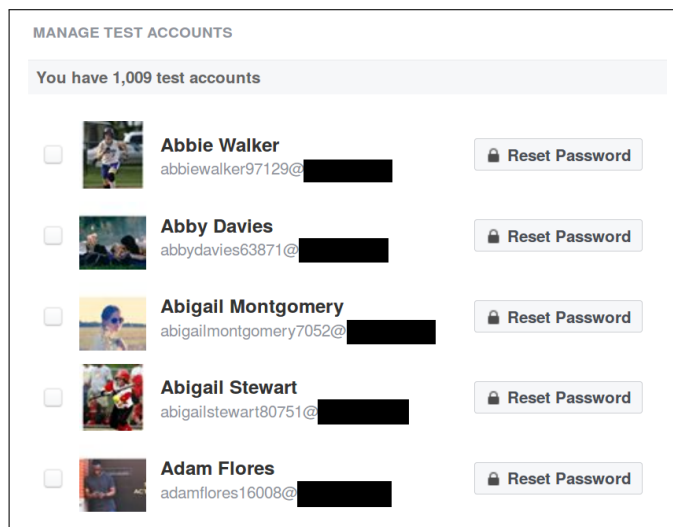 MANAGE TEST ACCOUNTS
You have 1,009 test accounts
Abbie Walker
abbiewalker97129@
Reset Password
Abby Davies
abbydavies63871@
Reset Password
Abigail Montgomery
abigailmontgomery7052@
Reset Password
Abigail Stewart
abigailstewart80751@
Reset Password
Adam Flores
adamflores16008@
Reset Password